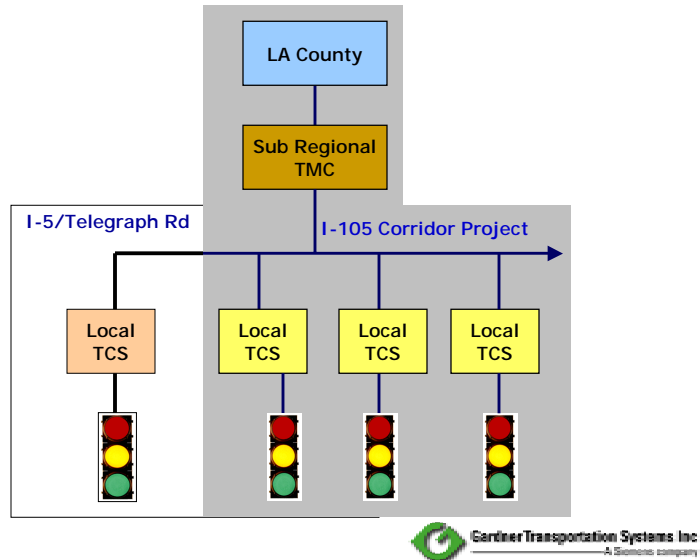 LA County
Sub Regional
TMC
I-5/Telegraph Rd
I-105 Corridor Project
Local
TCS
Local
TCS
Local
TCS
Local
TCS
Gardner Transportation Systems Inc
A Siemens company